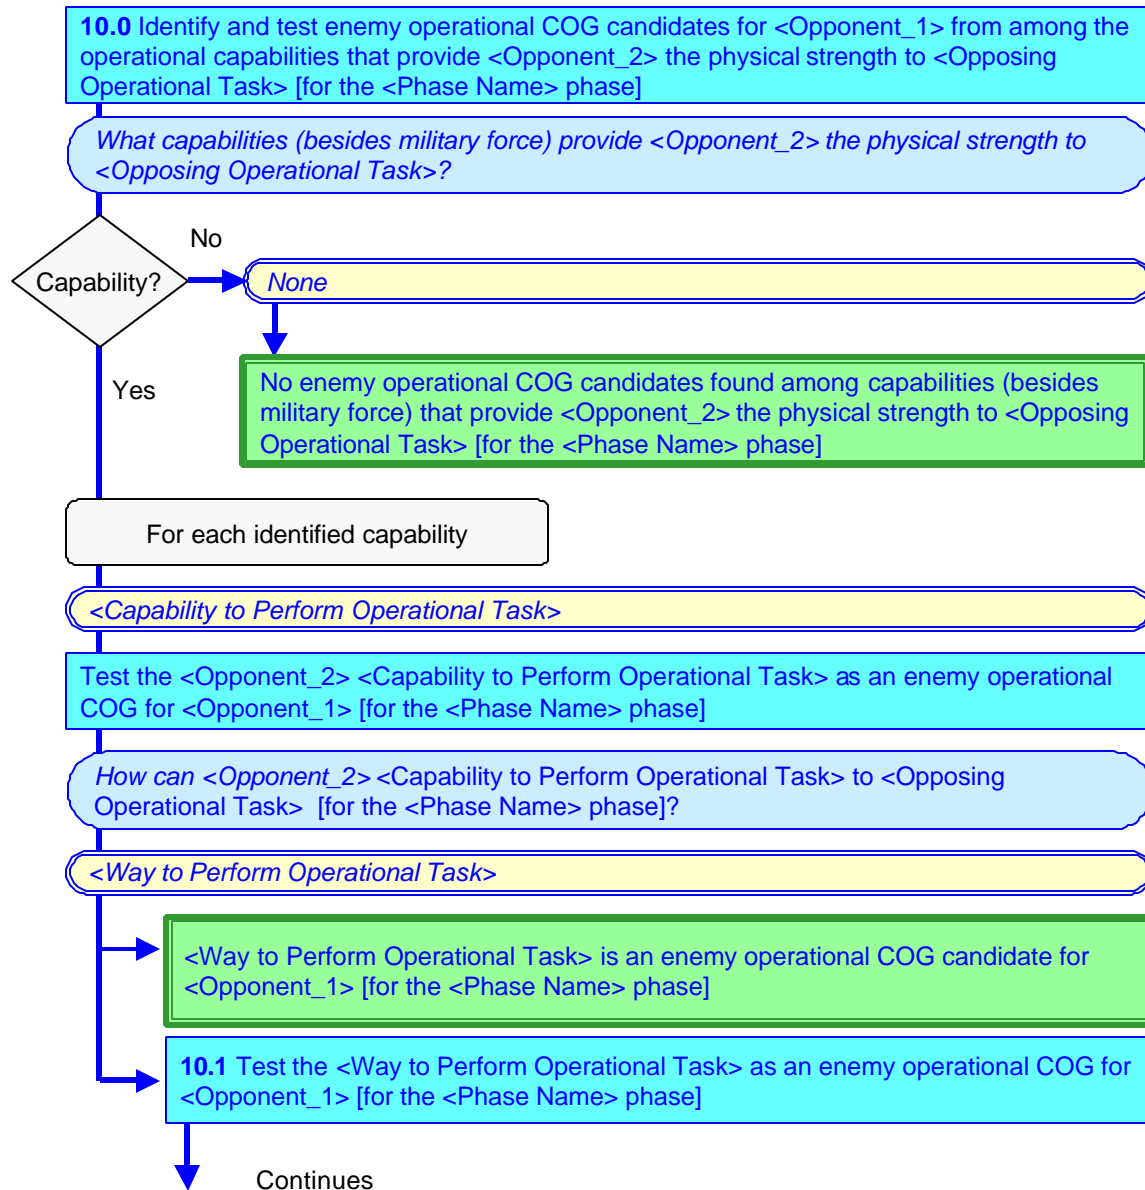 10.0 Identify and test enemy operational COG candidates for <Opponent_1> from among the
operational capabilities that provide <Opponent_2> the physical strength to <Opposing
Operational Task> [for the <Phase Name> phase]
What capabilities (besides military force) provide <Opponent_2> the physical strength to
<Opposing Operational Task>?
No
Capability?
None
Yes
No enemy operational COG candidates found among capabilities (besides
military force) that provide <Opponent_2> the physical strength to <Opposing
Operational Task> [for the <Phase Name> phase]
For each identified capability
<Capability to Perform Operational Task>
Test the <Opponent_2> <Capability to Perform Operational Task> as an enemy operational
COG for <Opponent_1> [for the <Phase Name> phase]
How can <Opponent_2> <Capability to Perform Operational Task> to <Opposing
Operational Task> [for the <Phase Name> phase]?
<Way to Perform Operational Task>
<Way to Perform Operational Task> is an enemy operational COG candidate for
<Opponent_1> [for the <Phase Name> phase]
10.1 Test the <Way to Perform Operational Task> as an enemy operational COG for
<Opponent_1> [for the <Phase Name> phase]
Continues